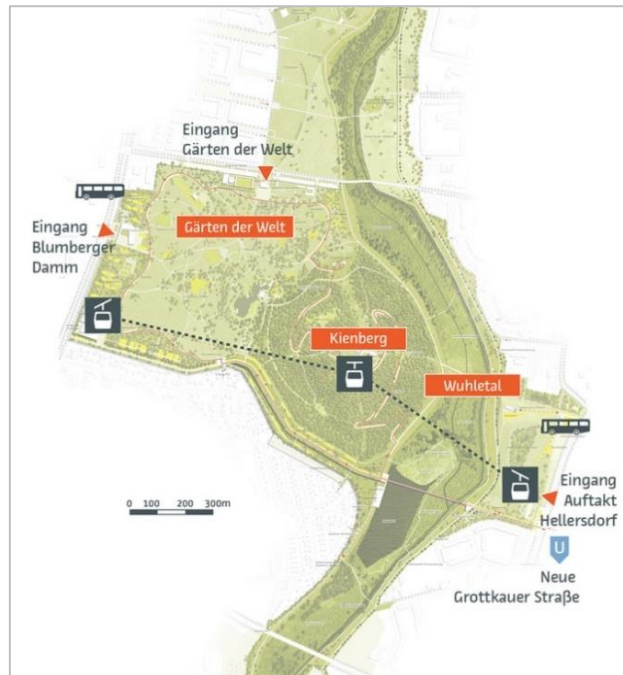 Eingang
Gärten der Welt
Eingang
Blumberger
Damm
Gärten der Welt
Kienberg
Wuhletal
0 100 200 300m
Eingang
Auftakt
Hellersdorf
U
Neue
Grottkauer Straße